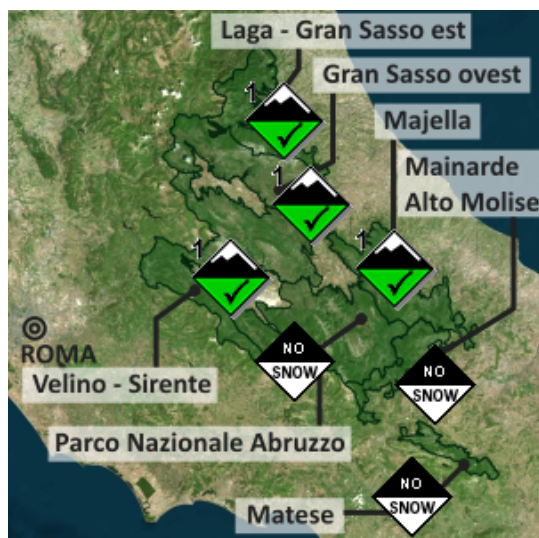 Laga - Gran Sasso est
Gran Sasso ovest
1
Majella
Mainarde
Alto Molise
1
1
1
ROMA
NO
SNOW
NO
SNOW
Velino - Sirente
Parco Nazionale Abruzzo
NO
SNOW
Matese